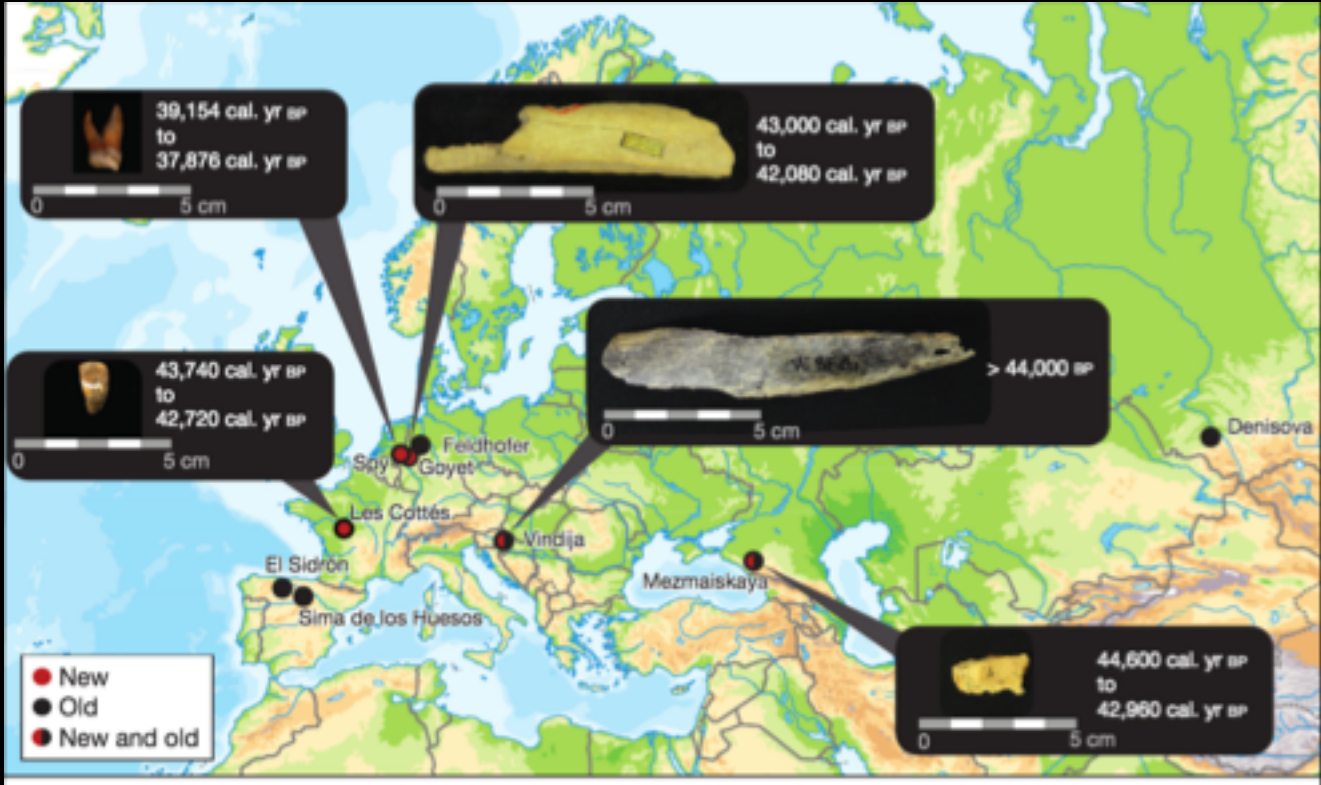 39,154 cal. yr BP
to
37,876 cal. yr BP
0 5 cm
43,000 cal. yr BP
to
42,080 cal. yr BP
0 5 cm
43,740 cal. yr BP
to
42,720 cal. yr BP
0 5 cm
> 44,000 BP
0 5 cm
Denisova
Feldhofer
Spy
Goyet
Les Cottés
Vindija
El Sidrón
Mezmaiskaya
Sima de los Huesos
44,600 cal. yr BP
to
42,960 cal. yr BP
0 5 cm
New
Old
New and old